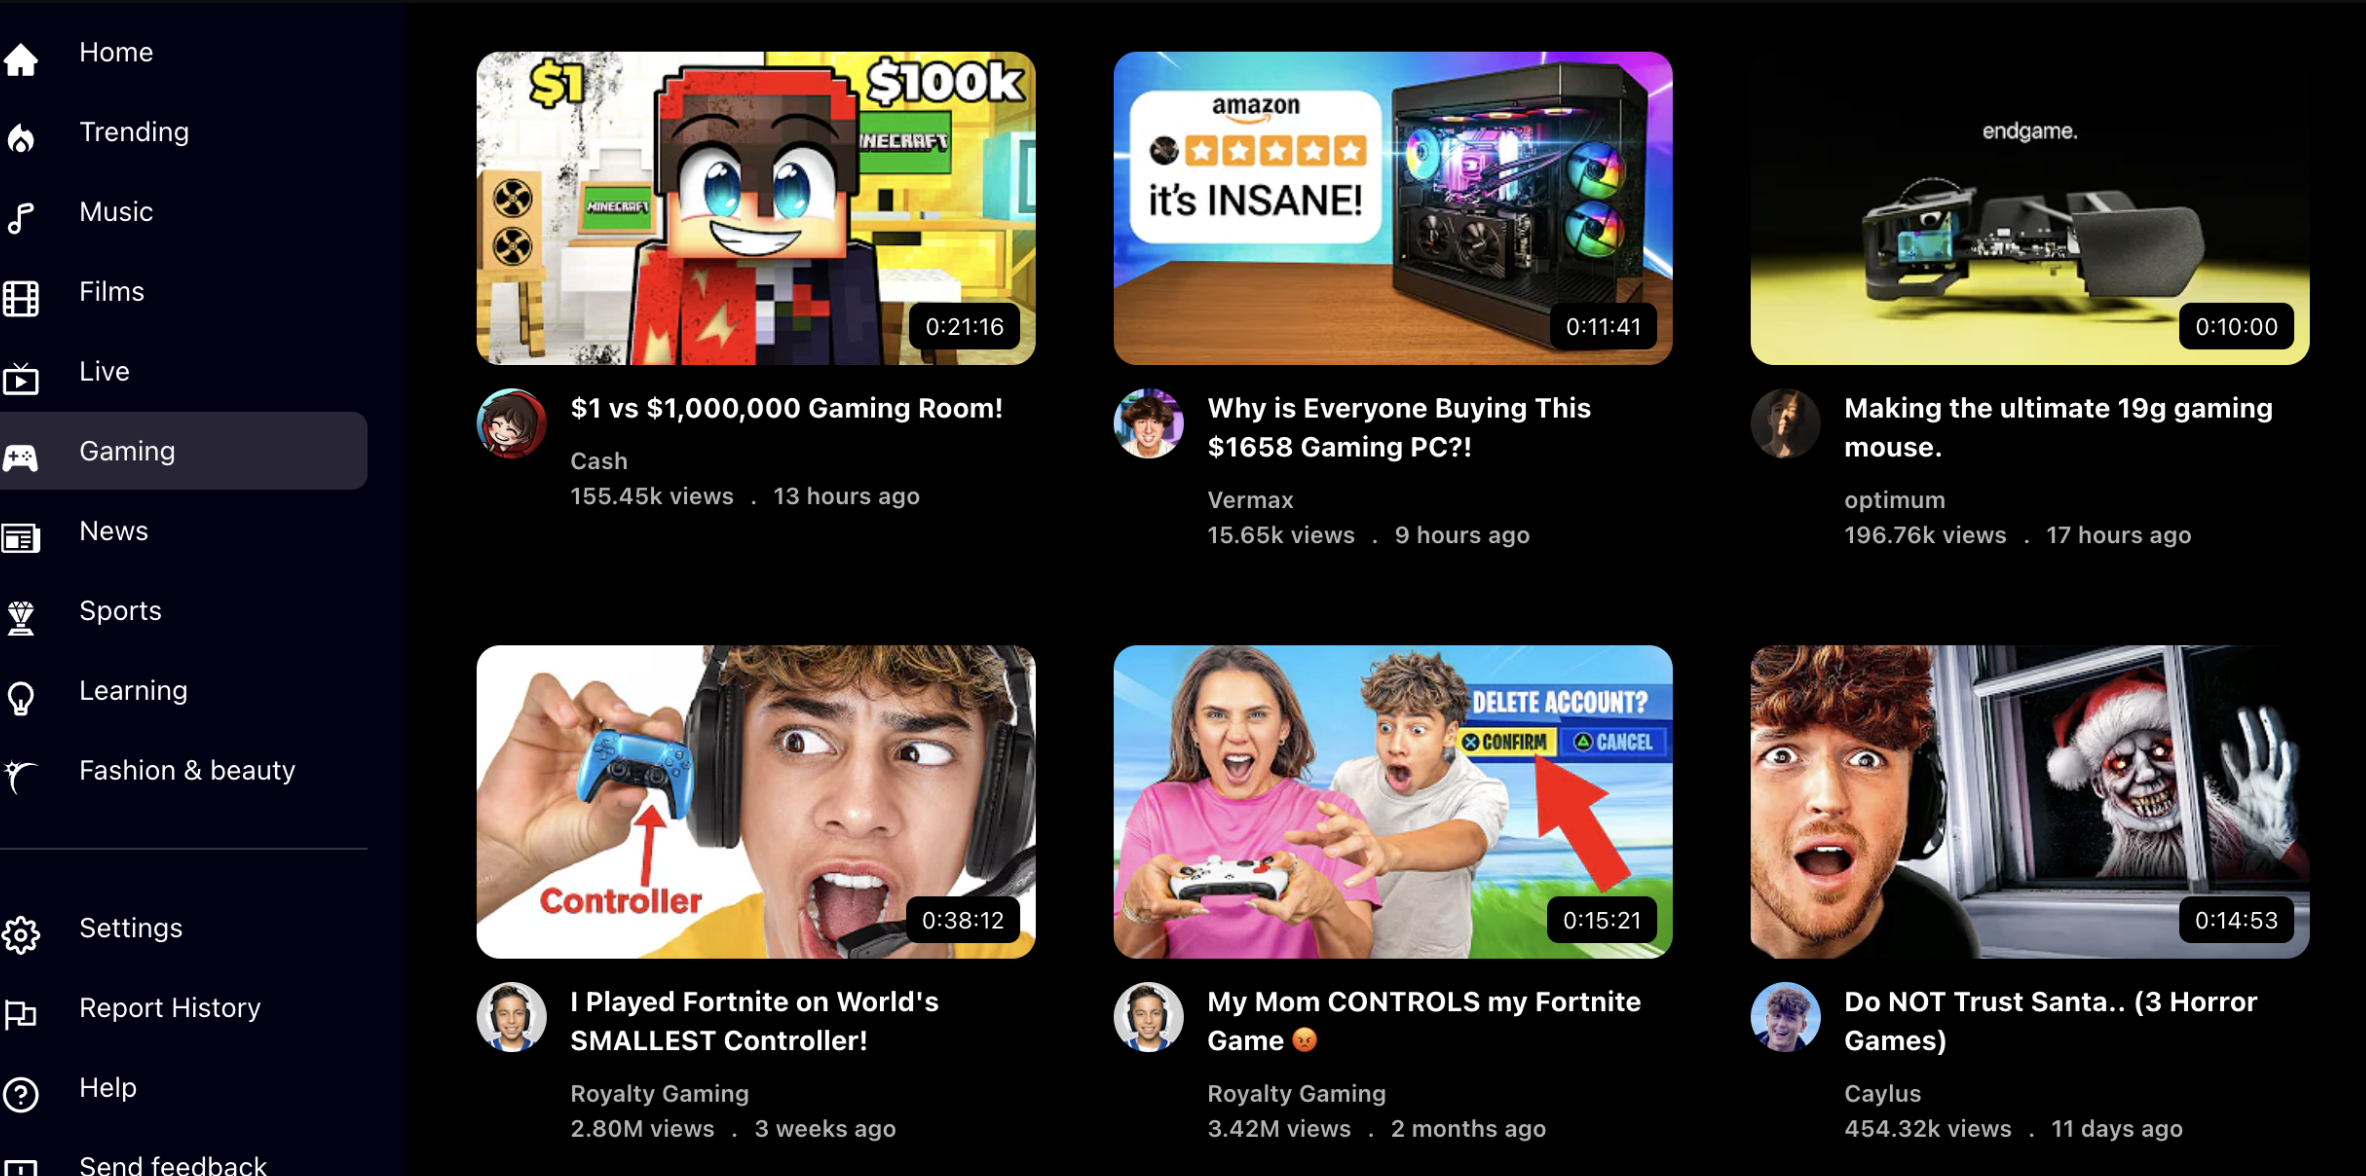 Home
Trending
Music
Films
Live
Gaming
News
Sports
Learning
Fashion & beauty
Settings
Report History
Help
Send feedback
$1
$100k
MINECRAFT
NECRAFT
0:21:16
$1 vs $1,000,000 Gaming Room!
Cash
155.45k views . 13 hours ago
amazon
it's INSANE!
0:11:41
Why is Everyone Buying This
$1658 Gaming PC?!
Vermax
15.65k views . 9 hours ago
endgame.
0:10:00
Making the ultimate 19g gaming
mouse.
optimum
196.76k views . 17 hours ago
Controller
0:38:12
I Played Fortnite on World's
SMALLEST Controller!
Royalty Gaming
2.80M views . 3 weeks ago
DELETE ACCOUNT?
CONFIRM CANCEL
0:15:21
My Mom CONTROLS my Fortnite
Game 😡
Royalty Gaming
3.42M views . 2 months ago
0:14:53
Do NOT Trust Santa.. (3 Horror
Games)
Caylus
454.32k views . 11 days ago